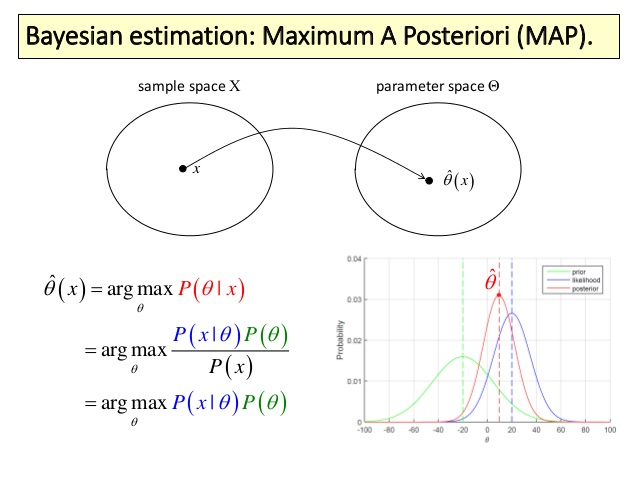 Bayesian estimation: Maximum A Posteriori (MAP).
sample space X
parameter space Θ
x
θ̂(x)
θ̂(x) = arg max P(θ | x)
θ
= arg max P(x | θ) P(θ) / P(x)
θ
= arg max P(x | θ) P(θ)
θ
0.04
0.03
0.02
0.01
0
Probability
θ̂
prior
likelihood
posterior
-100 -80 -60 -40 -20 0 20 40 60 80 100
θ